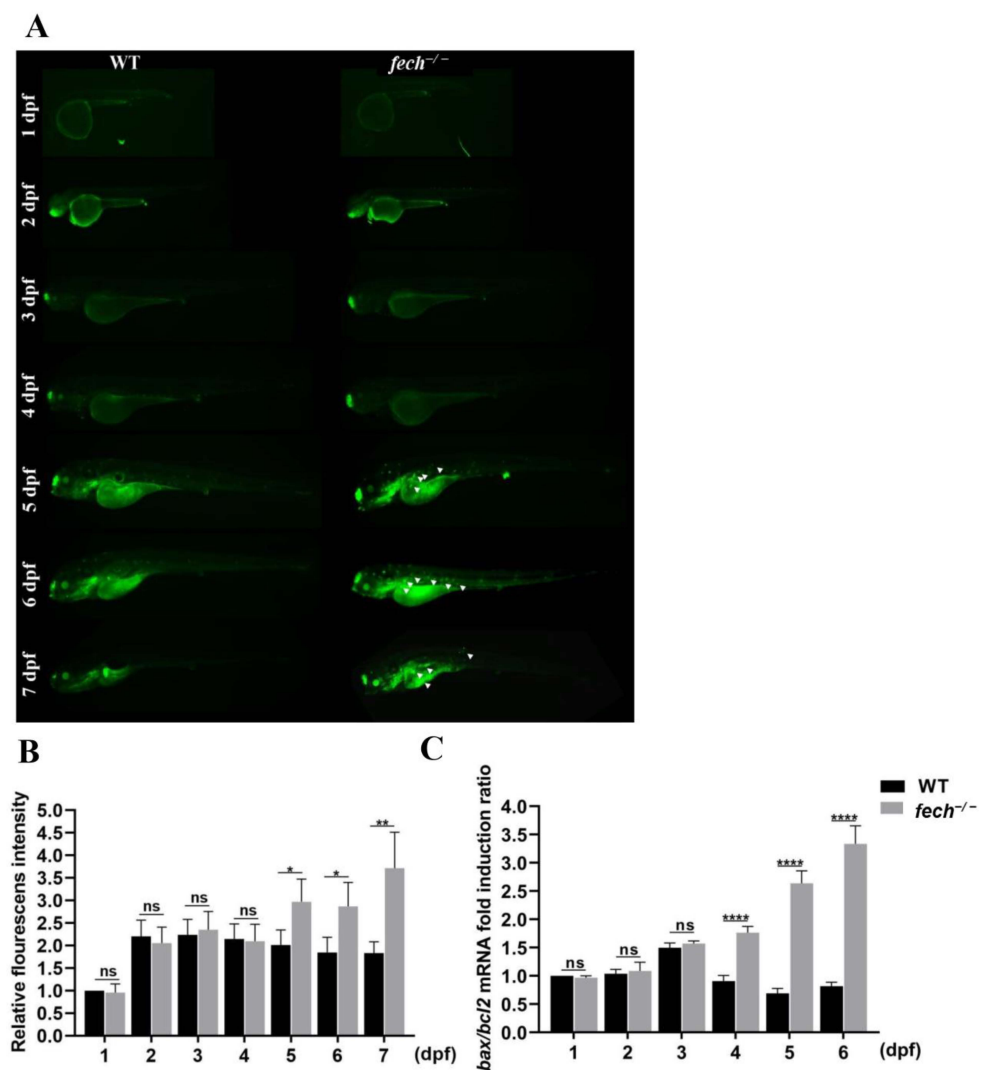 A
WT
fech⁻/⁻
1 dpf
2 dpf
3 dpf
4 dpf
5 dpf
6 dpf
7 dpf
B
Relative flourescens intensity
5.0
4.5
4.0
3.5
3.0
2.5
2.0
1.5
1.0
0.5
0.0
ns
ns
ns
ns
*
*
**
1 2 3 4 5 6 7 (dpf)
C
bax/bcl2 mRNA fold induction ratio
4.0
3.5
3.0
2.5
2.0
1.5
1.0
0.5
0.0
ns
ns
ns
****
****
****
1 2 3 4 5 6 (dpf)
WT
fech⁻/⁻